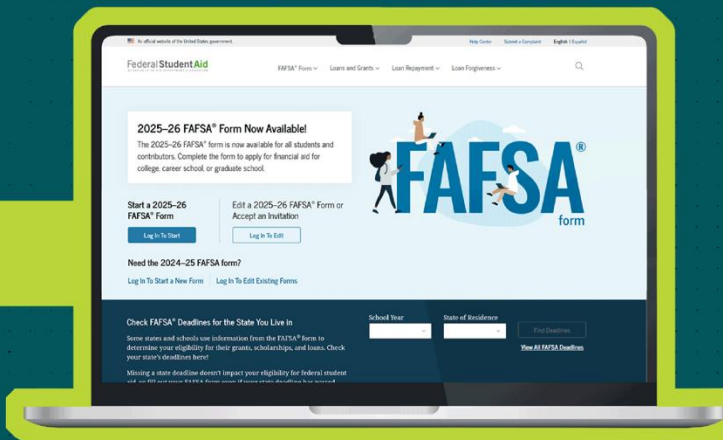 An official website of the United States government.
Help Center Submit a Complaint English | Español
Federal Student Aid
FAFSA® Form Loans and Grants Loan Repayment Loan Forgiveness
2025–26 FAFSA® Form Now Available!
The 2025–26 FAFSA® form is now available for all students and
contributors. Complete the form to apply for financial aid for
college, career school, or graduate school.
FAFSA®
form
Start a 2025–26
FAFSA® Form
Log In To Start
Edit a 2025–26 FAFSA® Form or
Accept an Invitation
Log In To Edit
Need the 2024–25 FAFSA form?
Log In To Start a New Form Log In To Edit Existing Forms
Check FAFSA® Deadlines for the State You Live in
Some states and schools use information from the FAFSA® form to
determine your eligibility for their grants, scholarships, and loans. Check
your state's deadlines here!
Missing a state deadline doesn't impact your eligibility for federal student
School Year
State of Residence
Find Deadlines
View All FAFSA Deadlines